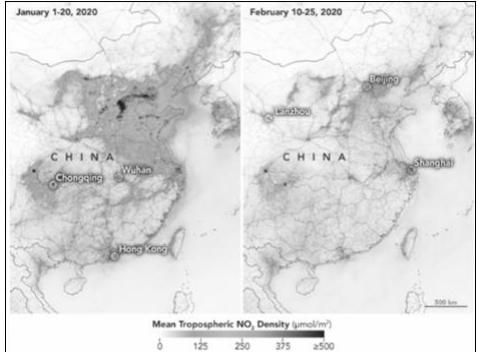 January 1-20, 2020
February 10-25, 2020
Beijing
Lanzhou
CHINA
CHINA
Wuhan
Shanghai
Chongqing
Hong Kong
500 km
Mean Tropospheric NO₂ Density (μmol/m²)
0 125 250 375 ≥500